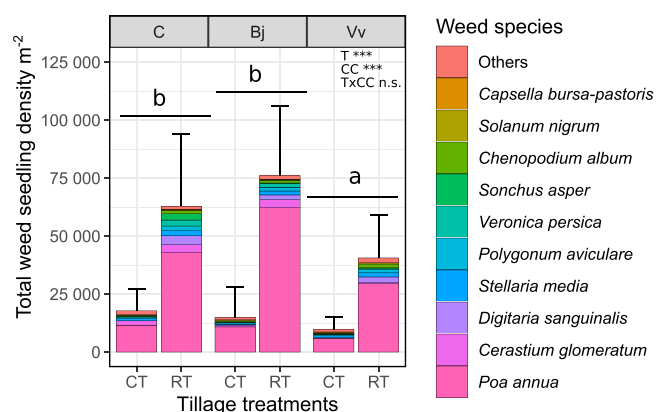 C Bj Vv
T ***
CC ***
TxCC n.s.
b b a
Total weed seedling density m-2
125 000
100 000
75 000
50 000
25 000
0
CT RT CT RT CT RT
Tillage treatments
Weed species
Others
Capsella bursa-pastoris
Solanum nigrum
Chenopodium album
Sonchus asper
Veronica persica
Polygonum aviculare
Stellaria media
Digitaria sanguinalis
Cerastium glomeratum
Poa annua